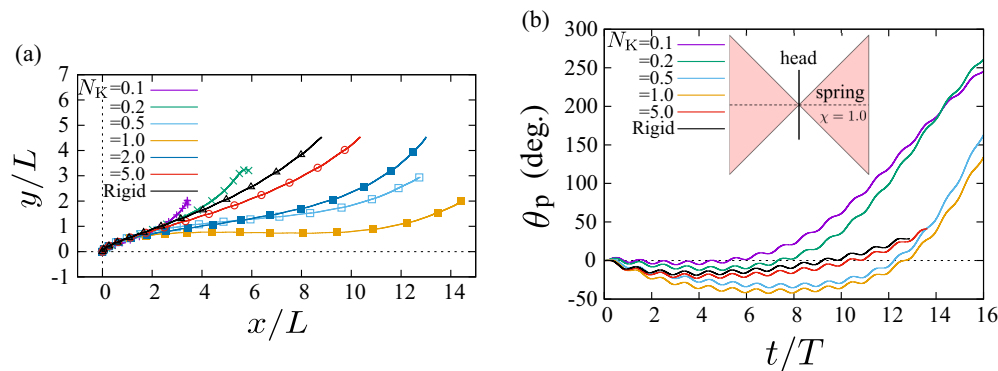 (a)
7
6
5
4
3
2
1
0
-1
y/L
N_K=0.1
=0.2
=0.5
=1.0
=2.0
=5.0
Rigid
0 2 4 6 8 10 12 14
x/L
(b)
300
250
200
150
100
50
0
-50
θ_p (deg.)
N_K=0.1
=0.2
=0.5
=1.0
=5.0
Rigid
head
spring
χ = 1.0
0 2 4 6 8 10 12 14 16
t/T